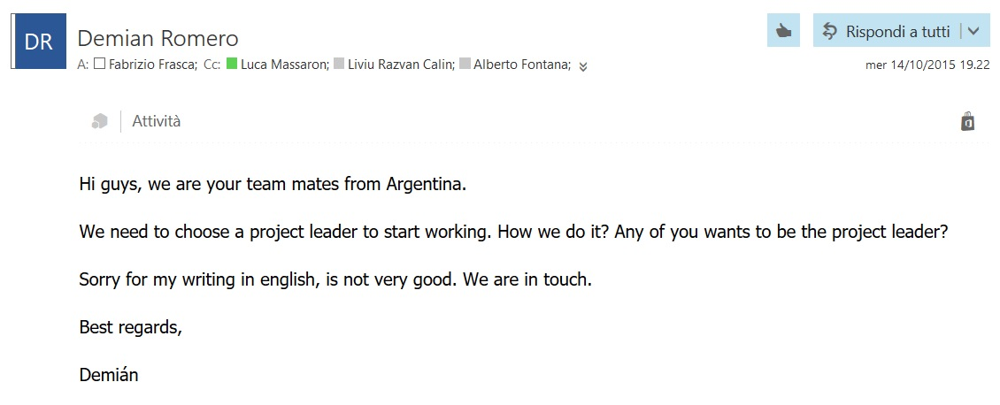 DR
Demian Romero
Rispondi a tutti
A: Fabrizio Frasca; Cc: Luca Massaron; Liviu Razvan Calin; Alberto Fontana;
mer 14/10/2015 19.22
Attività
Hi guys, we are your team mates from Argentina.
We need to choose a project leader to start working. How we do it? Any of you wants to be the project leader?
Sorry for my writing in english, is not very good. We are in touch.
Best regards,
Demián